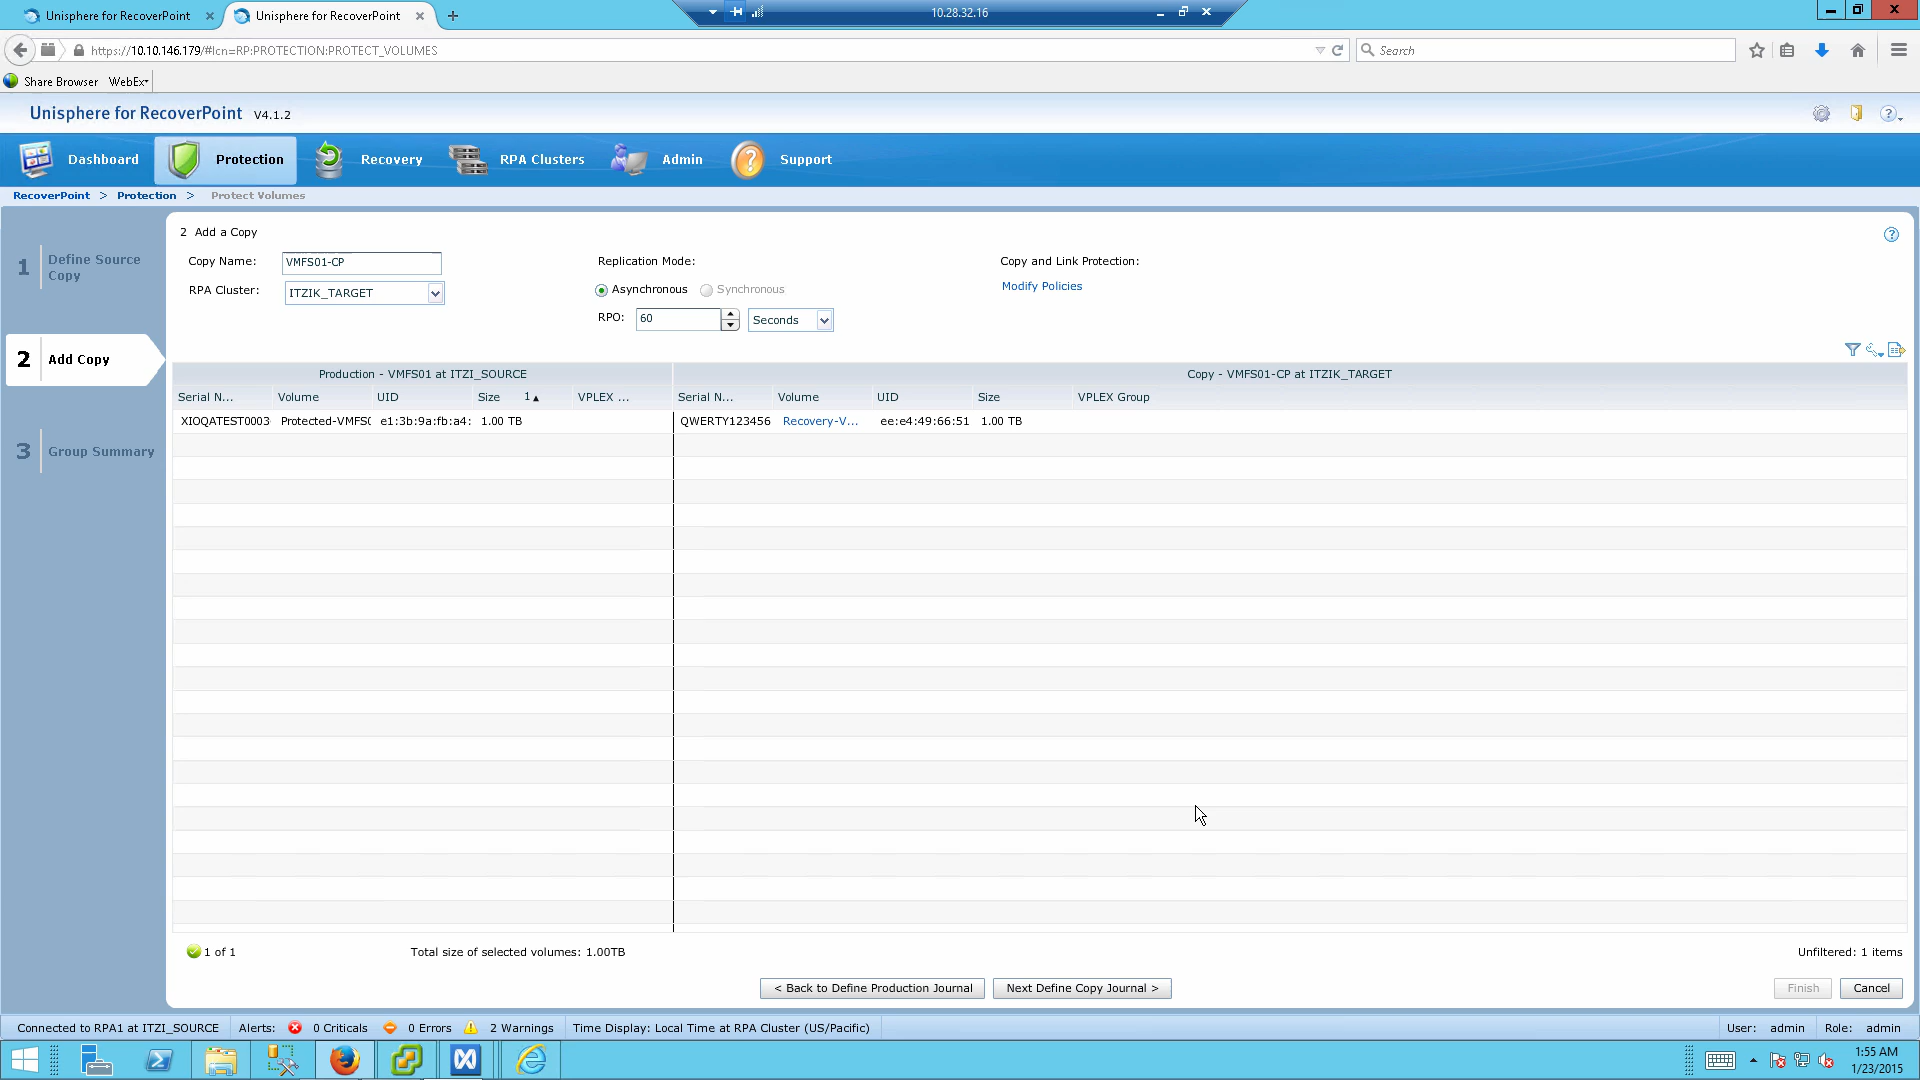 Unisphere for RecoverPoint
Unisphere for RecoverPoint
10.28.32.16
https://10.10.146.179/#lcn=RP:PROTECTION:PROTECT_VOLUMES
Search
Share Browser WebEx
Unisphere for RecoverPoint V4.1.2
Dashboard Protection Recovery RPA Clusters Admin Support
RecoverPoint > Protection > Protect Volumes
1 Define Source Copy
2 Add Copy
3 Group Summary
2 Add a Copy
Copy Name: VMFS01-CP
RPA Cluster: ITZIK_TARGET
Replication Mode:
Asynchronous Synchronous
RPO: 60 Seconds
Copy and Link Protection:
Modify Policies
Production - VMFS01 at ITZI_SOURCE Copy - VMFS01-CP at ITZIK_TARGET
Serial N... Volume UID Size 1 VPLEX ... Serial N... Volume UID Size VPLEX Group
XIOQATEST0003 Protected-VMFS( e1:3b:9a:fb:a4: 1.00 TB QWERTY123456 Recovery-V... ee:e4:49:66:51 1.00 TB
1 of 1 Total size of selected volumes: 1.00TB Unfiltered: 1 items
< Back to Define Production Journal Next Define Copy Journal > Finish Cancel
Connected to RPA1 at ITZI_SOURCE Alerts: 0 Criticals 0 Errors 2 Warnings Time Display: Local Time at RPA Cluster (US/Pacific) User: admin Role: admin
1:55 AM
1/23/2015